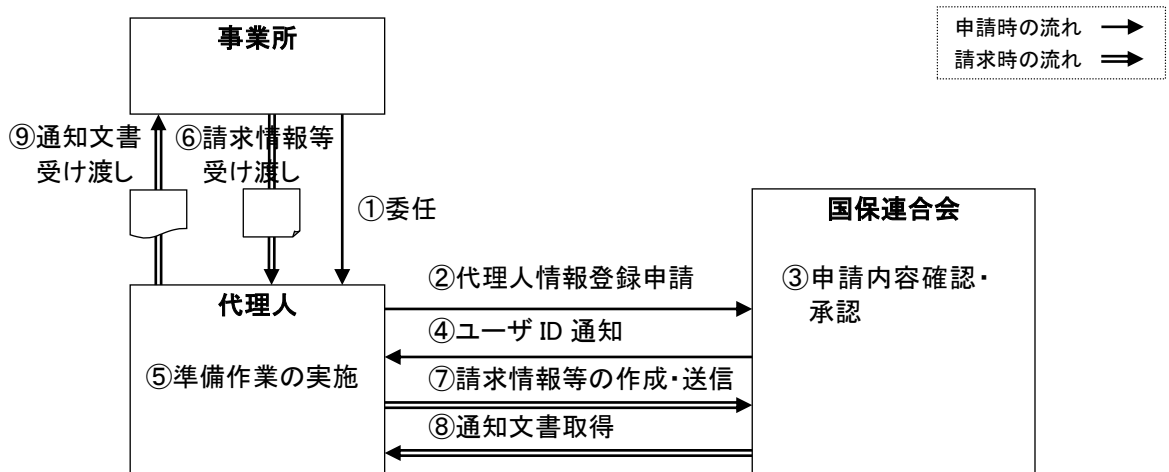 事業所
申請時の流れ
請求時の流れ
⑨通知文書
受け渡し
⑥請求情報等
受け渡し
①委任
国保連合会
②代理人情報登録申請
③申請内容確認・
承認
代理人
④ユーザ ID 通知
⑤準備作業の実施
⑦請求情報等の作成・送信
⑧通知文書取得